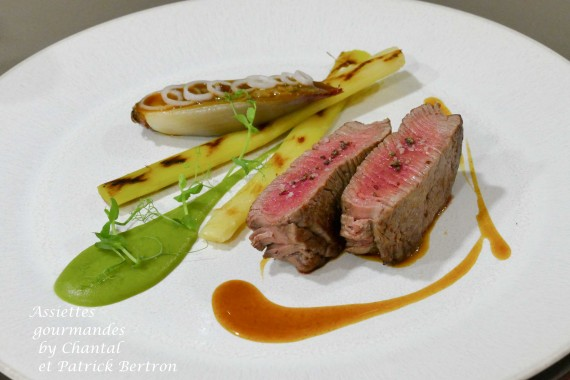 Assiettes
gourmandes
by Chantal
et Patrick Bertron